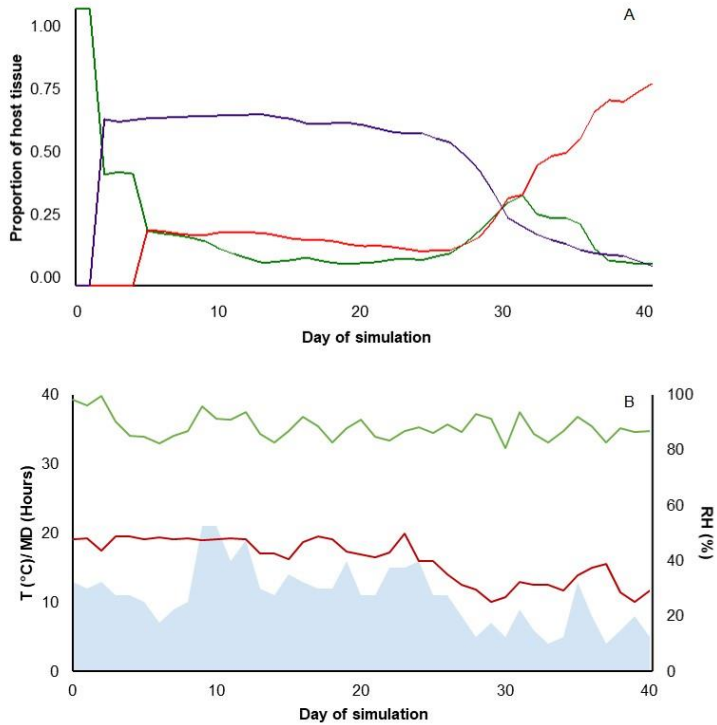 A
1.00
0.75
0.50
0.25
0.00
Proportion of host tissue
0 10 20 30 40
Day of simulation
B
40
30
20
10
0
T (°C)/ MD (Hours)
100
80
60
40
20
0
RH (%)
0 10 20 30 40
Day of simulation